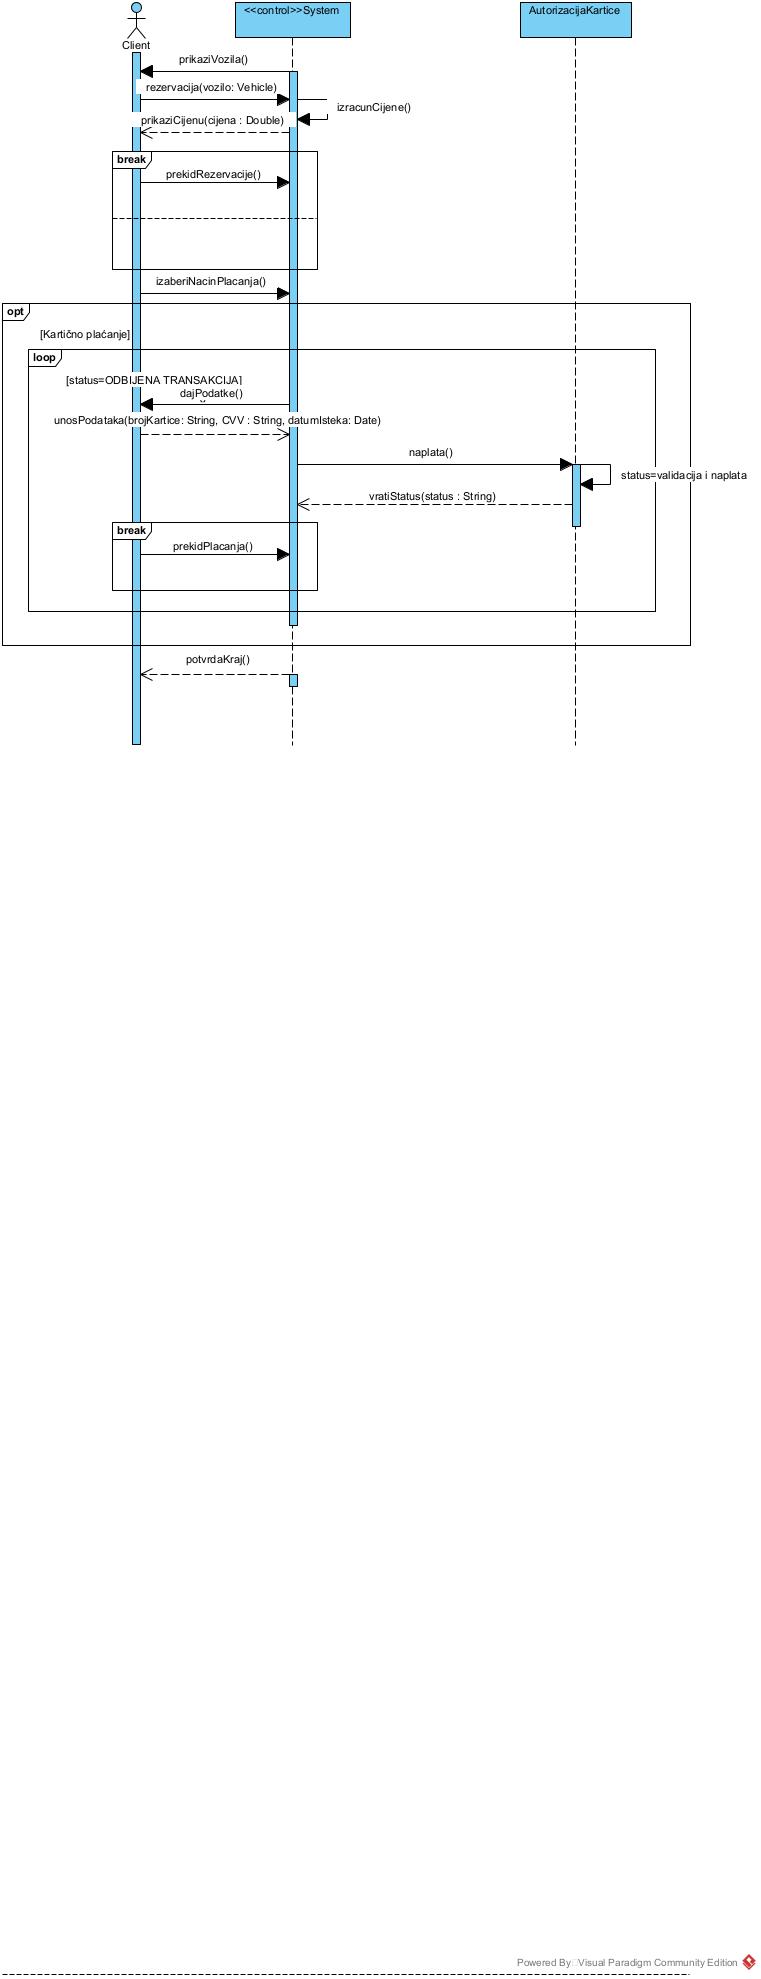 <<control>>System
AutorizacijaKartice
Client
prikaziVozila()
rezervacija(vozilo: Vehicle)
izracunCijene()
prikaziCijenu(cijena : Double)
break
prekidRezervacije()
izaberiNacinPlacanja()
opt
[Kartično plaćanje]
loop
[status=ODBIJENA TRANSAKCIJA]
dajPodatke()
unosPodataka(brojKartice: String, CVV : String, datumIsteka: Date)
naplata()
status=validacija i naplata
vratiStatus(status : String)
break
prekidPlacanja()
potvrdaKraj()
Powered By Visual Paradigm Community Edition